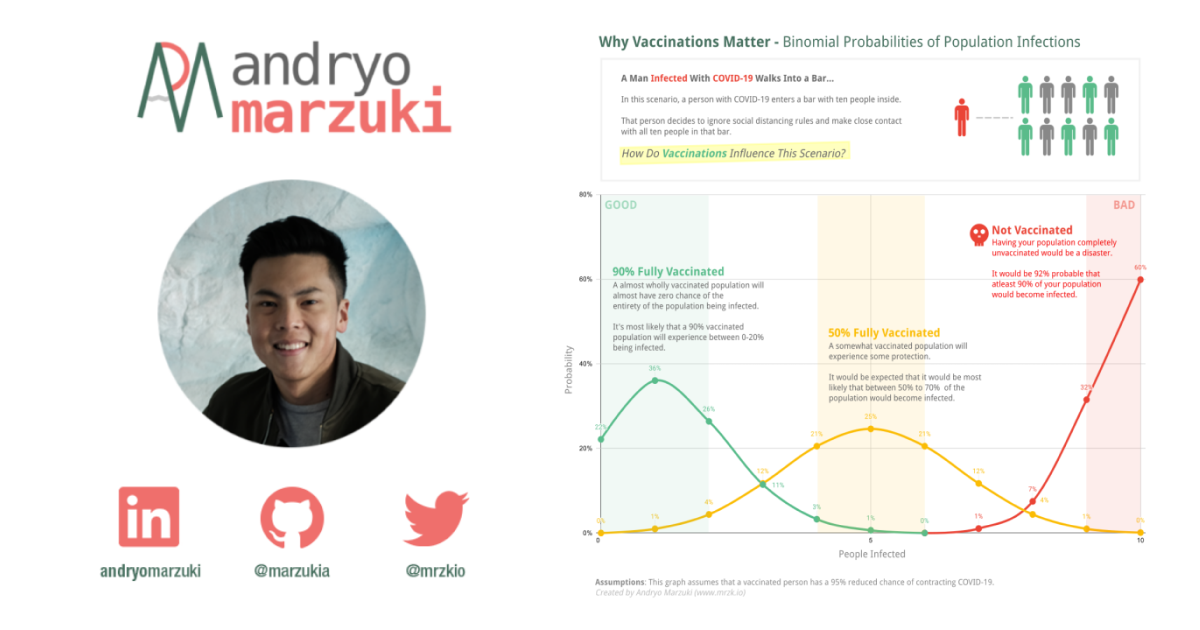 andryo
marzuki
andryomarzuki
@marzukia
@mrzkio
Why Vaccinations Matter - Binomial Probabilities of Population Infections
A Man Infected With COVID-19 Walks Into a Bar...
In this scenario, a person with COVID-19 enters a bar with ten people inside.
That person decides to ignore social distancing rules and make close contact
with all ten people in that bar.
How Do Vaccinations Influence This Scenario?
80%
GOOD
BAD
Not Vaccinated
Having your population completely
unvaccinated would be a disaster.
It would be 92% probable that
atleast 90% of your population
would become infected.
60%
60%
90% Fully Vaccinated
A almost wholly vaccinated population will
almost have zero chance of the
entirety of the population being infected.
It's most likely that a 90% vaccinated
population will experience between 0-20%
being infected.
50% Fully Vaccinated
A somewhat vaccinated population will
experience some protection.
It would be expected that it would be most
likely that between 50% to 70% of the
population would become infected.
Probability
40%
36%
32%
26%
25%
22%
21%
21%
20%
12%
11%
12%
7%
4%
4%
3%
1%
1%
1%
1%
0%
0%
0%
0%
0
5
10
People Infected
Assumptions: This graph assumes that a vaccinated person has a 95% reduced chance of contracting COVID-19.
Created by Andryo Marzuki (www.mrzk.io)